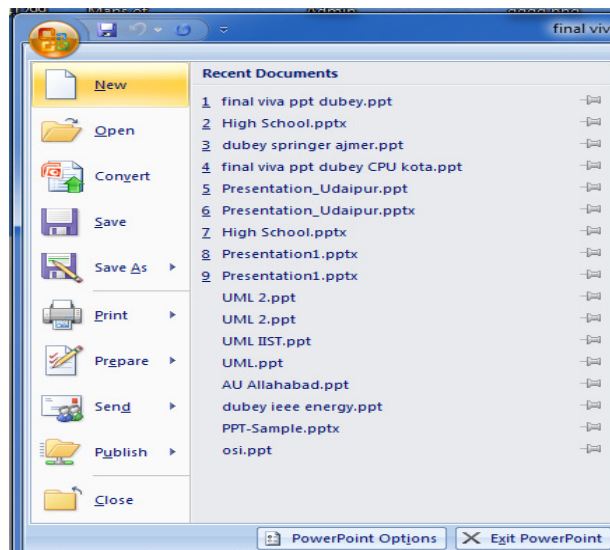 final viv
New
Open
Convert
Save
Save As
Print
Prepare
Send
Publish
Close
Recent Documents
1 final viva ppt dubey.ppt
2 High School.pptx
3 dubey springer ajmer.ppt
4 final viva ppt dubey CPU kota.ppt
5 Presentation_Udaipur.ppt
6 Presentation_Udaipur.pptx
7 High School.pptx
8 Presentation1.pptx
9 Presentation1.pptx
UML 2.ppt
UML 2.ppt
UML IIST.ppt
UML.ppt
AU Allahabad.ppt
dubey ieee energy.ppt
PPT-Sample.pptx
osi.ppt
PowerPoint Options
Exit PowerPoint